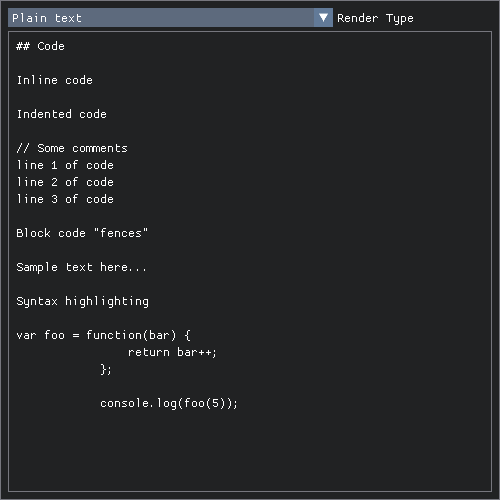 Plain text
Render Type
## Code
Inline code
Indented code
// Some comments
line 1 of code
line 2 of code
line 3 of code
Block code "fences"
Sample text here...
Syntax highlighting
var foo = function(bar) {
                return bar++;
            };
            console.log(foo(5));